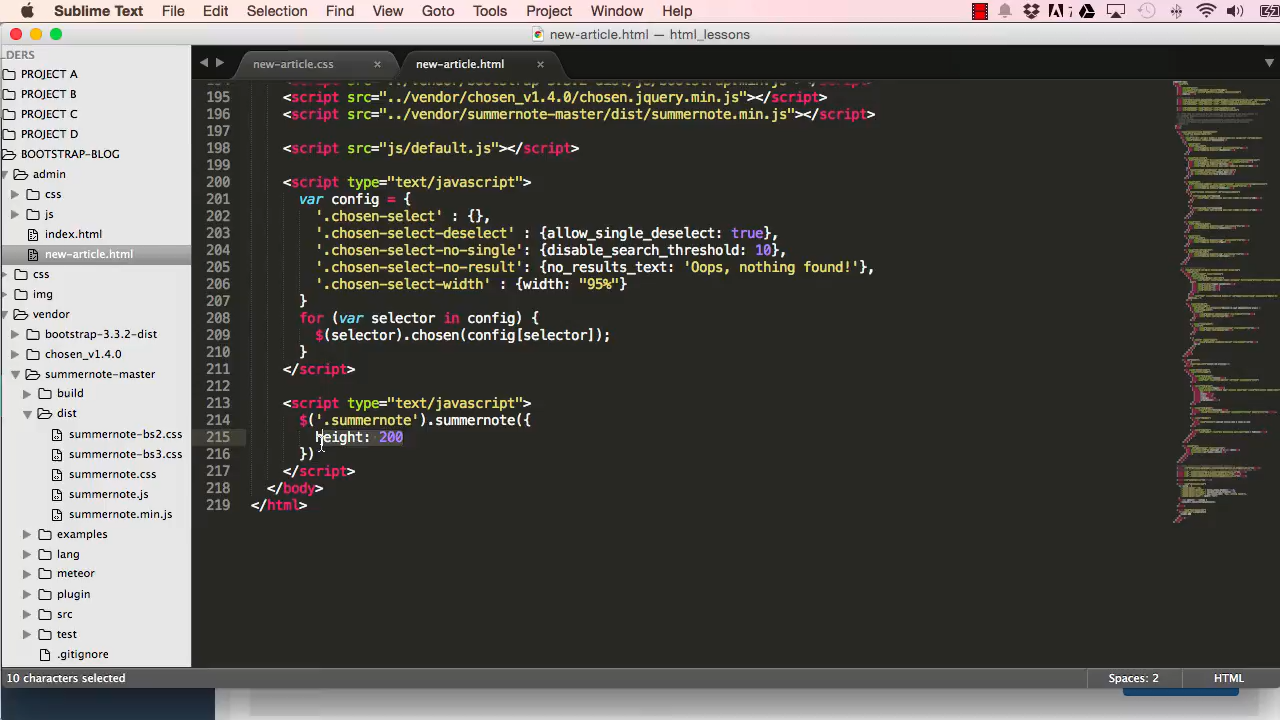 Sublime Text File Edit Selection Find View Goto Tools Project Window Help
new-article.html — html_lessons
DERS
PROJECT A
PROJECT B
PROJECT C
PROJECT D
BOOTSTRAP-BLOG
admin
css
js
index.html
new-article.html
css
img
vendor
bootstrap-3.3.2-dist
chosen_v1.4.0
summernote-master
build
dist
summernote-bs2.css
summernote-bs3.css
summernote.css
summernote.js
summernote.min.js
examples
lang
meteor
plugin
src
test
.gitignore
new-article.css × new-article.html ×
195 <script src="../vendor/chosen_v1.4.0/chosen.jquery.min.js"></script>
196 <script src="../vendor/summernote-master/dist/summernote.min.js"></script>
197
198 <script src="js/default.js"></script>
199
200 <script type="text/javascript">
201 var config = {
202 '.chosen-select' : {},
203 '.chosen-select-deselect' : {allow_single_deselect: true},
204 '.chosen-select-no-single': {disable_search_threshold: 10},
205 '.chosen-select-no-result': {no_results_text: 'Oops, nothing found!'},
206 '.chosen-select-width' : {width: "95%"}
207 }
208 for (var selector in config) {
209 $(selector).chosen(config[selector]);
210 }
211 </script>
212
213 <script type="text/javascript">
214 $('.summernote').summernote({
215 height: 200
216 })
217 </script>
218 </body>
219 </html>
10 characters selected Spaces: 2 HTML